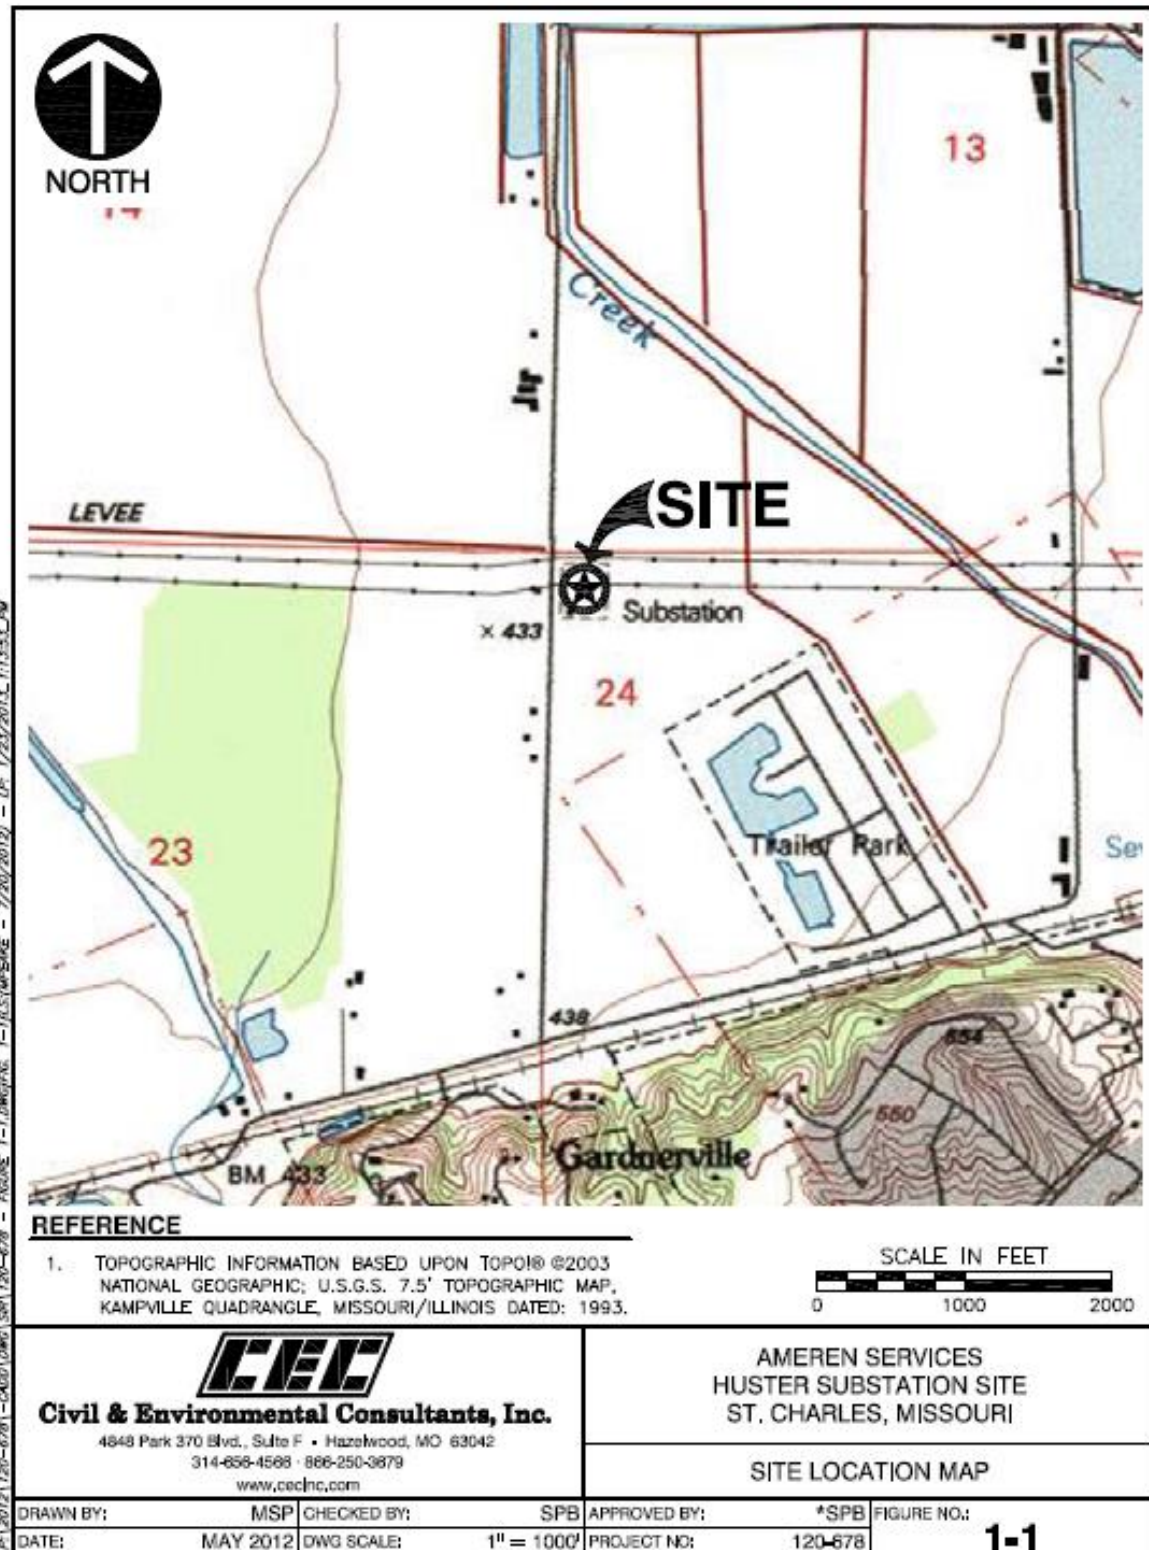 NORTH
14
13
Creek
LEVEE
SITE
Substation
× 433
24
23
Trailer Park
438
654
550
Gardnerville
BM 433
REFERENCE
1. TOPOGRAPHIC INFORMATION BASED UPON TOPO!® ©2003
NATIONAL GEOGRAPHIC; U.S.G.S. 7.5' TOPOGRAPHIC MAP,
KAMPVILLE QUADRANGLE, MISSOURI/ILLINOIS DATED: 1993.
SCALE IN FEET
0 1000 2000
CEC
Civil & Environmental Consultants, Inc.
4848 Park 370 Blvd., Suite F • Hazelwood, MO 63042
314-656-4566 · 866-250-3679
www.cecinc.com
AMEREN SERVICES
HUSTER SUBSTATION SITE
ST. CHARLES, MISSOURI
SITE LOCATION MAP
DRAWN BY: MSP CHECKED BY: SPB APPROVED BY: *SPB FIGURE NO.:
DATE: MAY 2012 DWG SCALE: 1" = 1000' PROJECT NO: 120-678 1-1